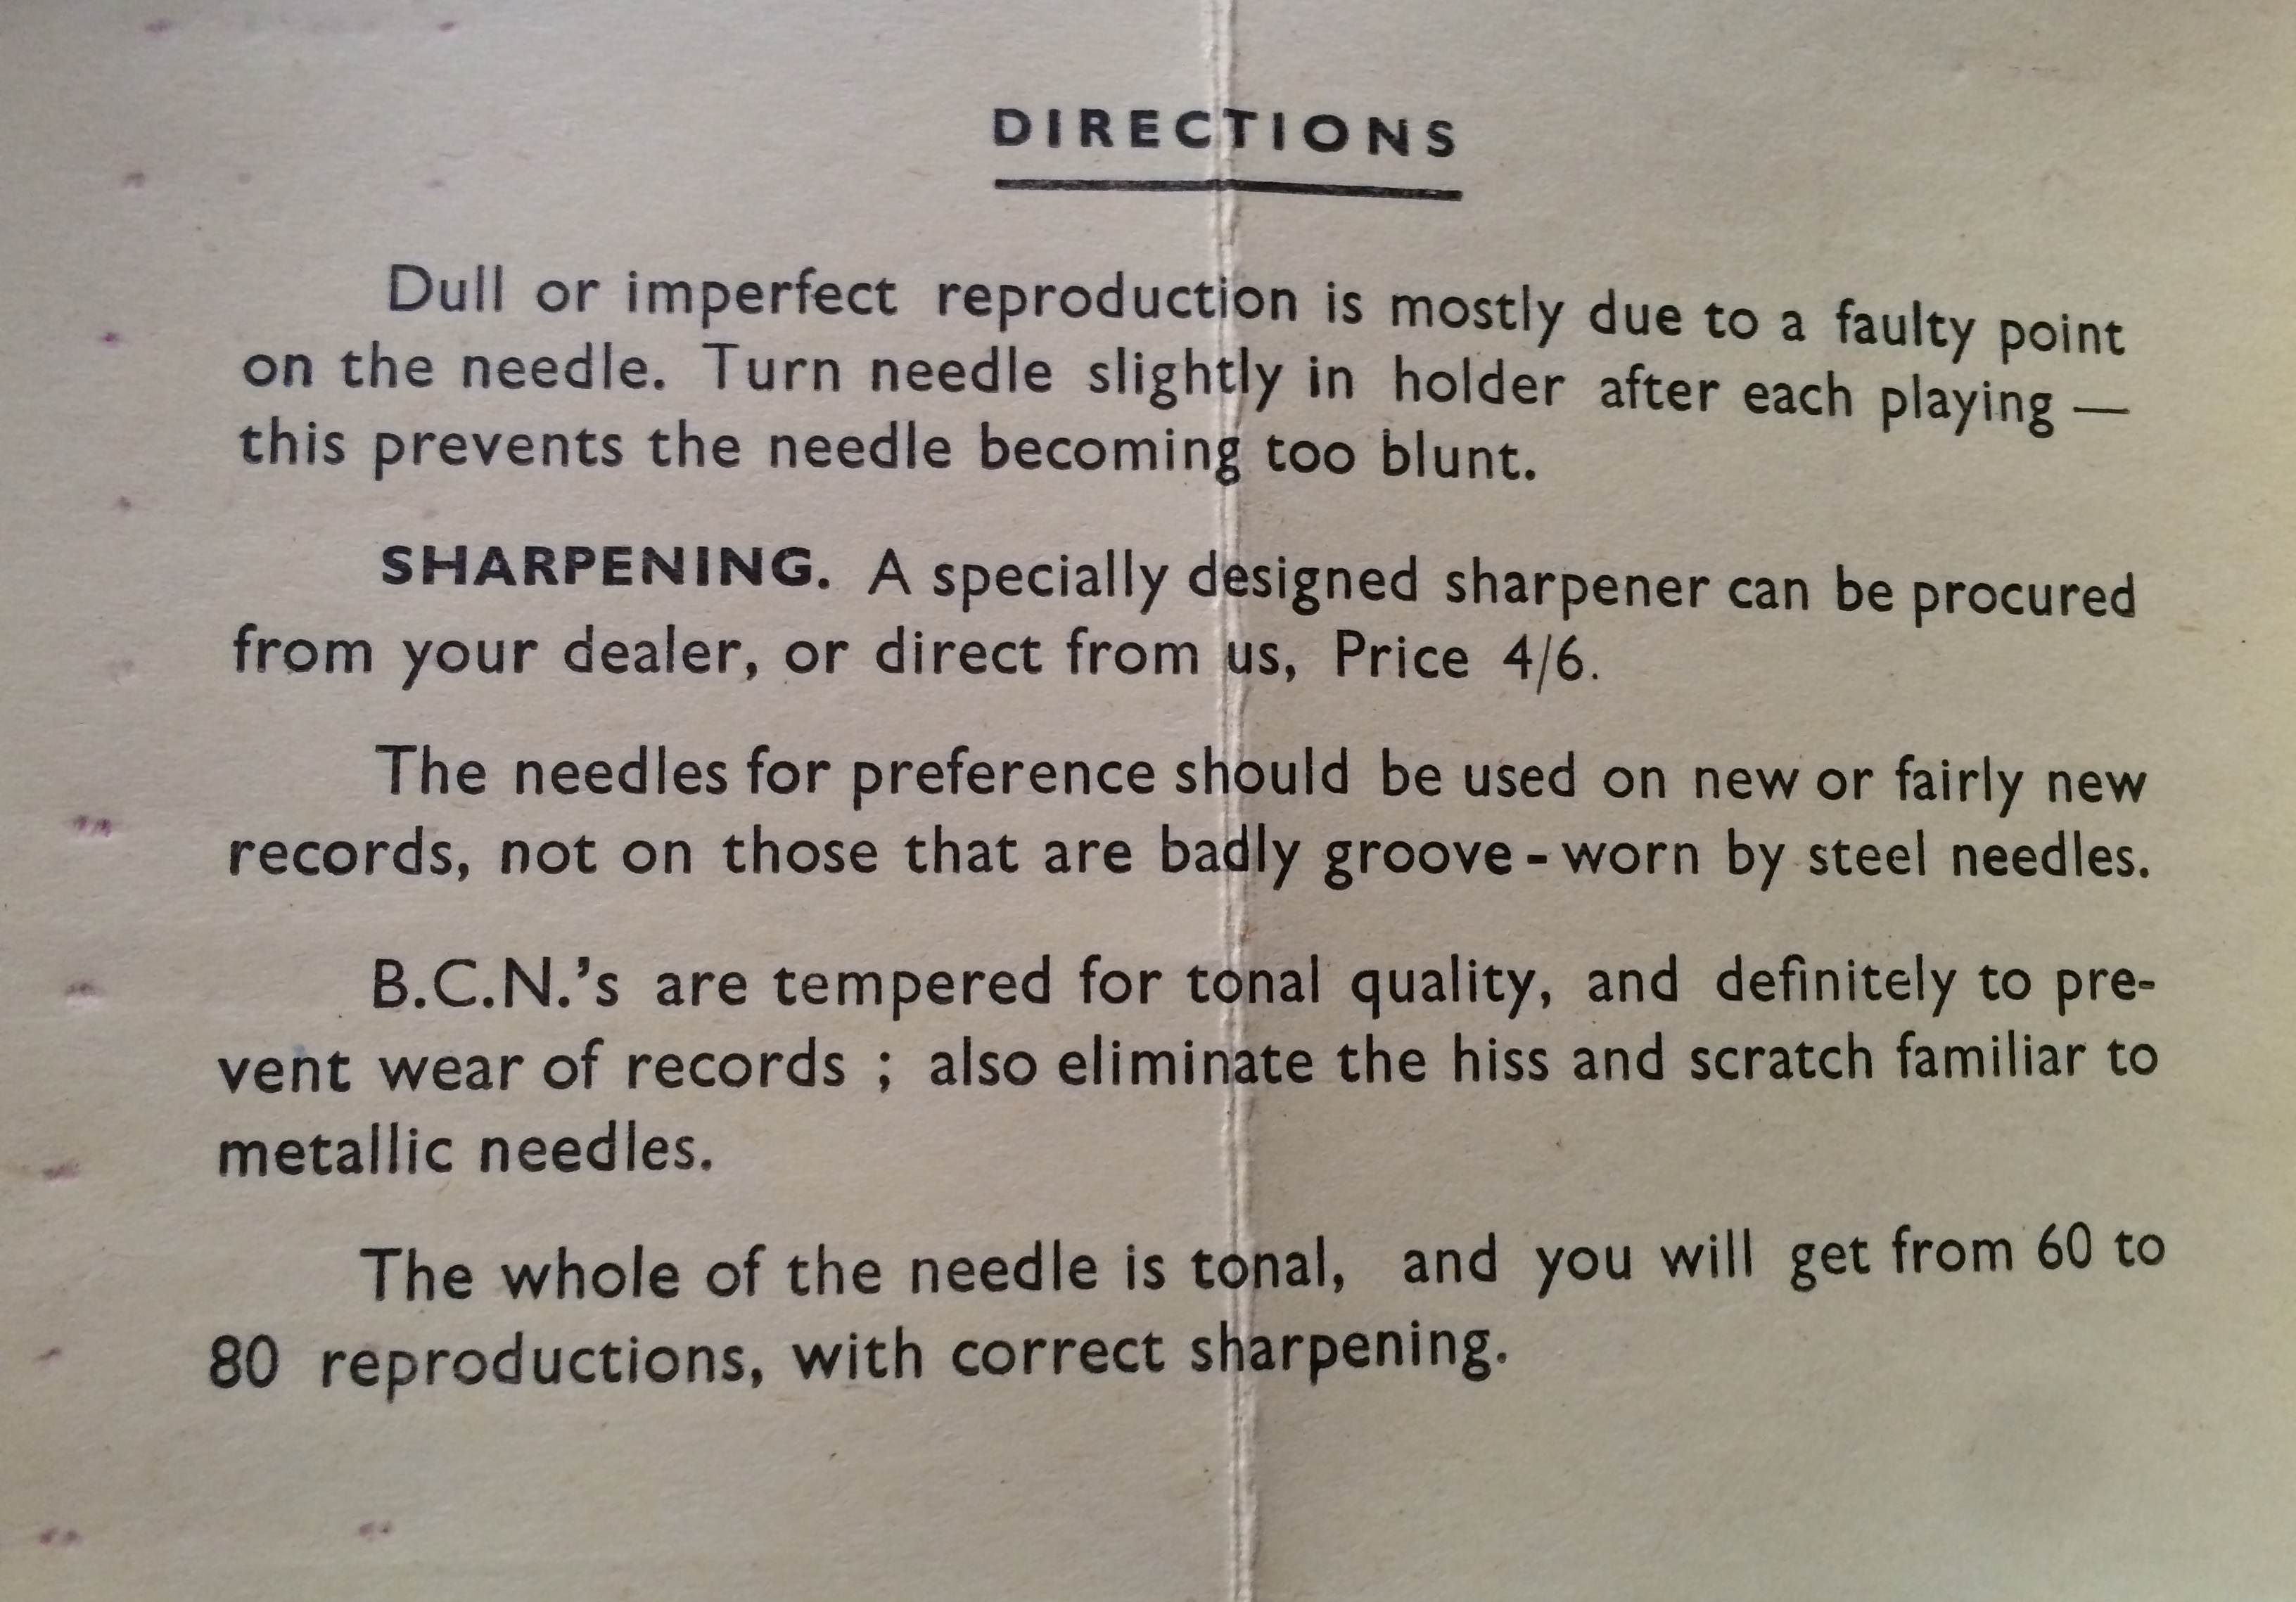 DIRECTIONS
Dull or imperfect reproduction is mostly due to a faulty point
on the needle. Turn needle slightly in holder after each playing —
this prevents the needle becoming too blunt.
SHARPENING. A specially designed sharpener can be procured
from your dealer, or direct from us, Price 4/6.
The needles for preference should be used on new or fairly new
records, not on those that are badly groove-worn by steel needles.
B.C.N.'s are tempered for tonal quality, and definitely to pre-
vent wear of records ; also eliminate the hiss and scratch familiar to
metallic needles.
The whole of the needle is tonal, and you will get from 60 to
80 reproductions, with correct sharpening.